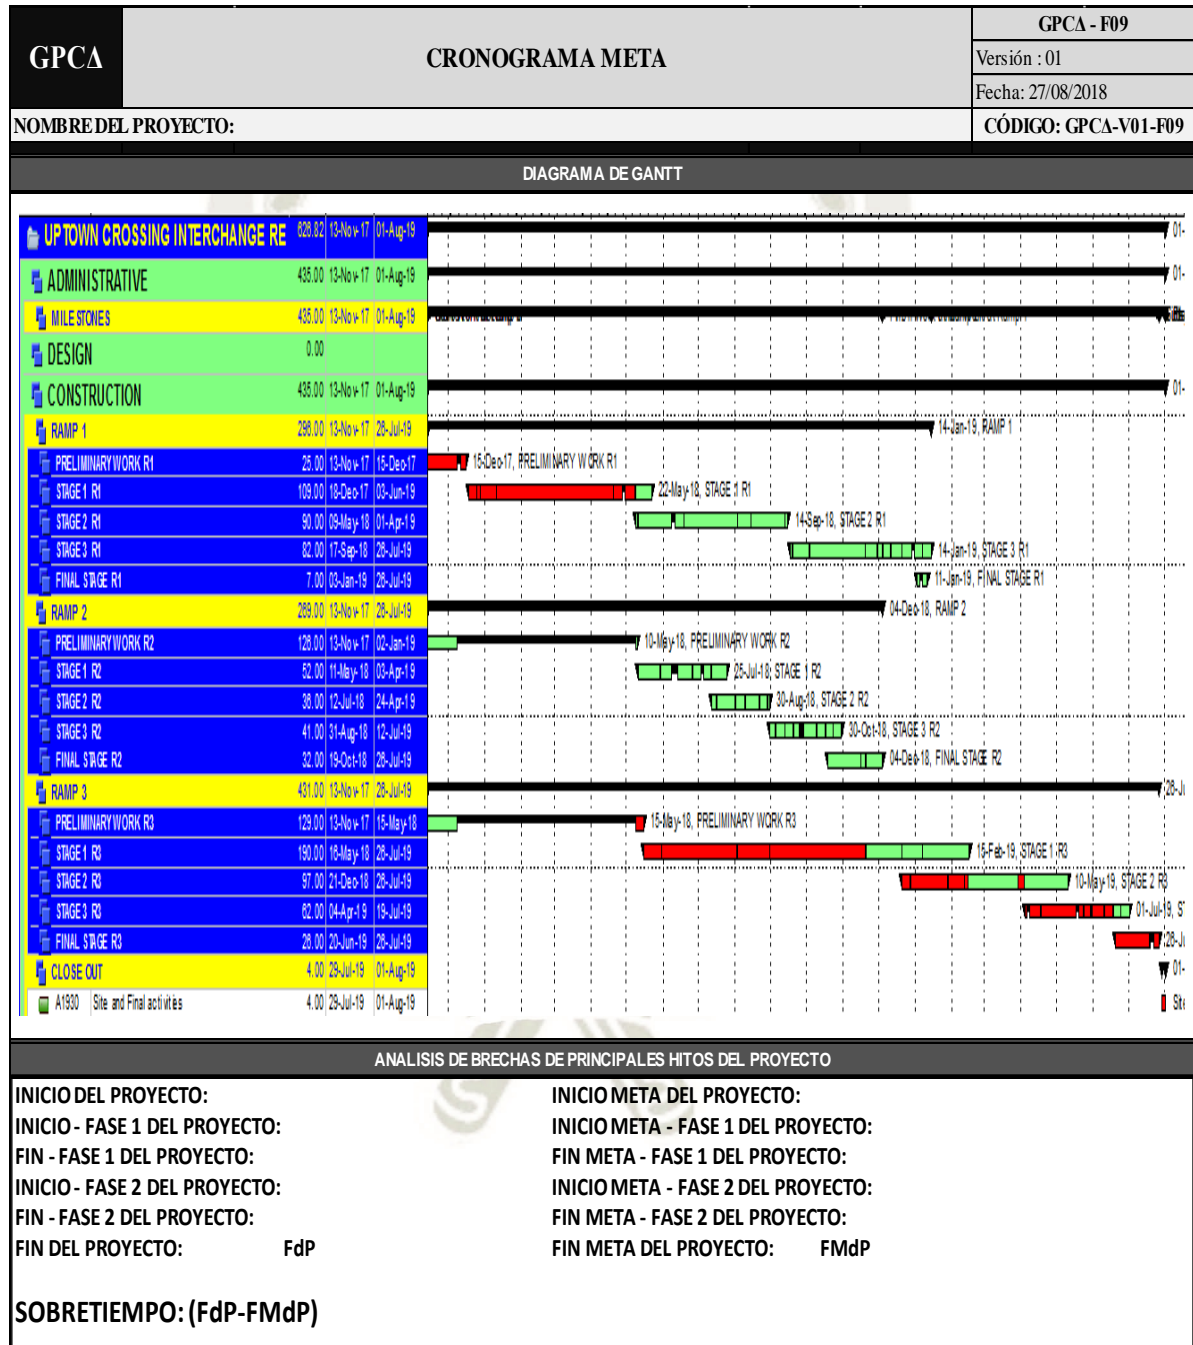 GPCΔ
CRONOGRAMA META
GPCΔ - F09
Versión : 01
Fecha: 27/08/2018
NOMBRE DEL PROYECTO:
CÓDIGO: GPCΔ-V01-F09
DIAGRAMA DE GANTT
UPTOWN CROSSING INTERCHANGE RE 626.82 13-Nov-17 01-Aug-19 01-
ADMINISTRATIVE 435.00 13-Nov-17 01-Aug-19 01-
MILESTONES 435.00 13-Nov-17 01-Aug-19
DESIGN 0.00
CONSTRUCTION 435.00 13-Nov-17 01-Aug-19 01-
RAMP 1 298.00 13-Nov-17 26-Jul-19 14-Jan-19, RAMP 1
PRELIMINARY WORK R1 25.00 13-Nov-17 15-Dec-17 15-Dec-17, PRELIMINARY WORK R1
STAGE 1 R1 109.00 18-Dec-17 03-Jun-19 22-May-18, STAGE 1 R1
STAGE 2 R1 90.00 09-May-18 01-Apr-19 14-Sep-18, STAGE 2 R1
STAGE 3 R1 82.00 17-Sep-18 26-Jul-19 14-Jan-19, STAGE 3 R1
FINAL STAGE R1 7.00 03-Jan-19 26-Jul-19 11-Jan-19, FINAL STAGE R1
RAMP 2 269.00 13-Nov-17 26-Jul-19 04-Dec-18, RAMP 2
PRELIMINARY WORK R2 126.00 13-Nov-17 02-Jan-19 10-May-18, PRELIMINARY WORK R2
STAGE 1 R2 52.00 11-May-18 03-Apr-19 25-Jul-18, STAGE 1 R2
STAGE 2 R2 36.00 12-Jul-18 24-Apr-19 30-Aug-18, STAGE 2 R2
STAGE 3 R2 41.00 31-Aug-18 12-Jul-19 30-Oct-18, STAGE 3 R2
FINAL STAGE R2 32.00 19-Oct-18 26-Jul-19 04-Dec-18, FINAL STAGE R2
RAMP 3 431.00 13-Nov-17 26-Jul-19 26-Ju
PRELIMINARY WORK R3 129.00 13-Nov-17 15-May-18 15-May-18, PRELIMINARY WORK R3
STAGE 1 R3 190.00 16-May-18 26-Jul-19 15-Feb-19, STAGE 1 R3
STAGE 2 R3 97.00 21-Dec-18 26-Jul-19 10-May-19, STAGE 2 R3
STAGE 3 R3 62.00 04-Apr-19 19-Jul-19 01-Jul-19, ST
FINAL STAGE R3 26.00 20-Jun-19 26-Jul-19 26-Ju
CLOSE OUT 4.00 29-Jul-19 01-Aug-19 01-
A1930 Site and Final activities 4.00 29-Jul-19 01-Aug-19 Site
ANALISIS DE BRECHAS DE PRINCIPALES HITOS DEL PROYECTO
INICIO DEL PROYECTO: INICIO META DEL PROYECTO:
INICIO - FASE 1 DEL PROYECTO: INICIO META - FASE 1 DEL PROYECTO:
FIN - FASE 1 DEL PROYECTO: FIN META - FASE 1 DEL PROYECTO:
INICIO - FASE 2 DEL PROYECTO: INICIO META - FASE 2 DEL PROYECTO:
FIN - FASE 2 DEL PROYECTO: FIN META - FASE 2 DEL PROYECTO:
FIN DEL PROYECTO: FdP FIN META DEL PROYECTO: FMdP
SOBRETIEMPO: (FdP-FMdP)